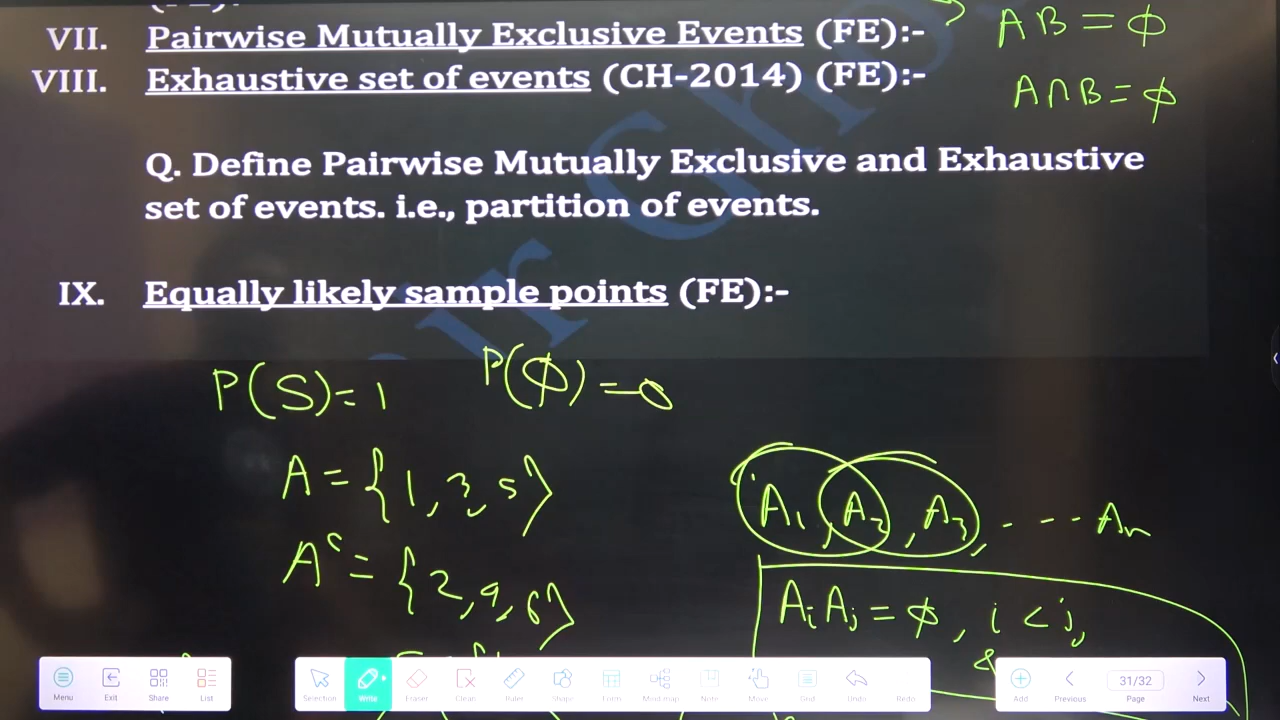 (FE):-
VII. Pairwise Mutually Exclusive Events (FE):-
AB = ϕ
VIII. Exhaustive set of events (CH-2014) (FE):-
A∩B = ϕ
Q. Define Pairwise Mutually Exclusive and Exhaustive
set of events. i.e., partition of events.
IX. Equally likely sample points (FE):-
P(S) = 1 P(ϕ) = 0
A = {1, 3, 5}
A₁, A₂, A₃, - - - Aₙ
Aᶜ = {2, 4, 6}
AᵢAⱼ = ϕ, i < j,
&
Menu Exit Share List Selection Write Eraser Clean Ruler Shape Form Mind map Note Move Grid Undo Redo Add Previous 31/32 Page Next